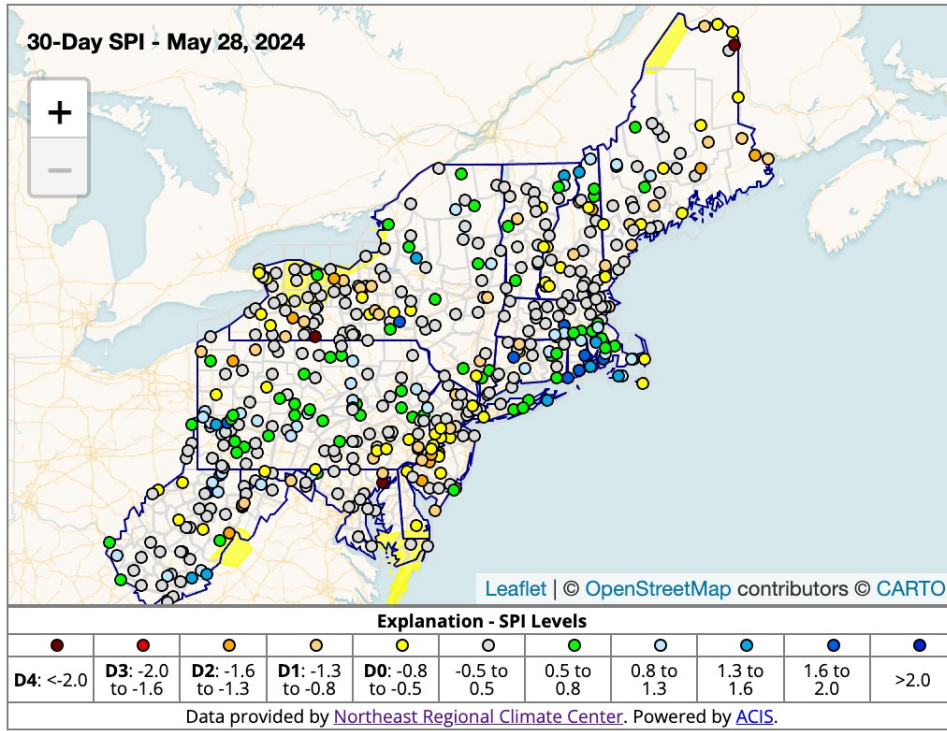 30-Day SPI - May 28, 2024
+
−
Leaflet | © OpenStreetMap contributors © CARTO
Explanation - SPI Levels
D4: <-2.0
D3: -2.0
to -1.6
D2: -1.6
to -1.3
D1: -1.3
to -0.8
D0: -0.8
to -0.5
-0.5 to
0.5
0.5 to
0.8
0.8 to
1.3
1.3 to
1.6
1.6 to
2.0
>2.0
Data provided by Northeast Regional Climate Center. Powered by ACIS.